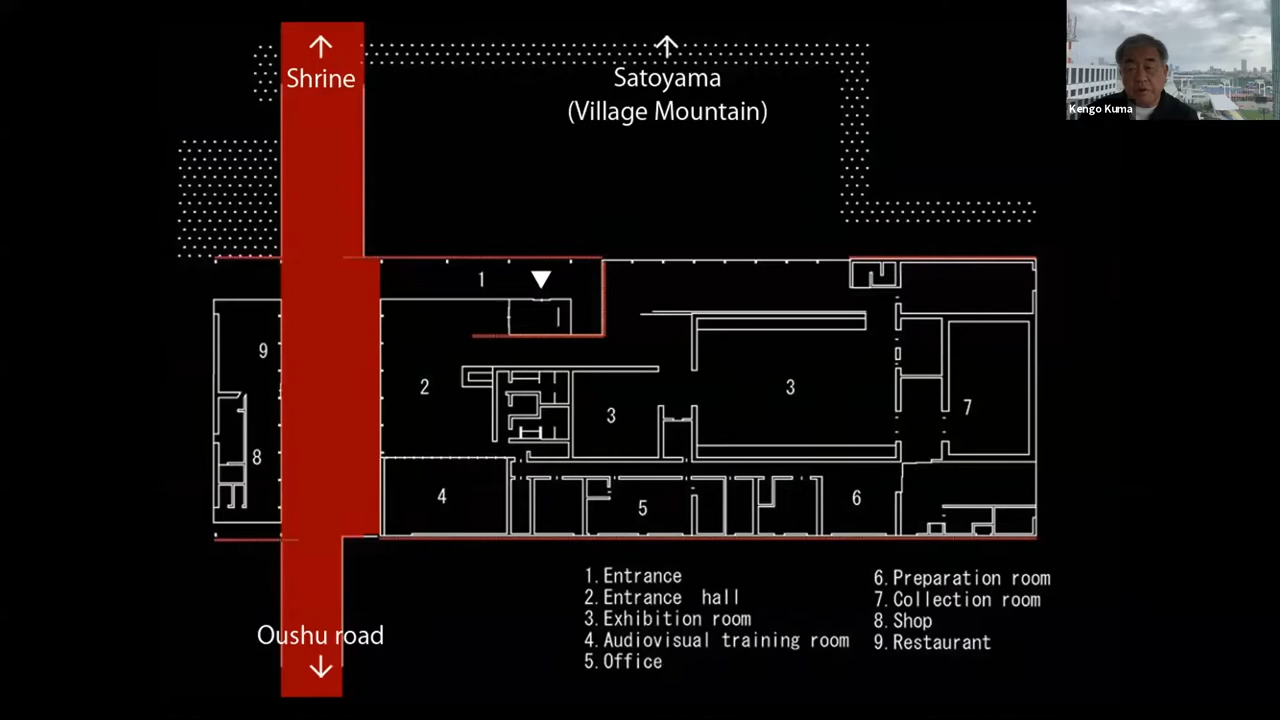 Shrine
Satoyama
(Village Mountain)
Kengo Kuma
1
2
3
3
4
5
6
7
8
9
Oushu road
1. Entrance
2. Entrance hall
3. Exhibition room
4. Audiovisual training room
5. Office
6. Preparation room
7. Collection room
8. Shop
9. Restaurant